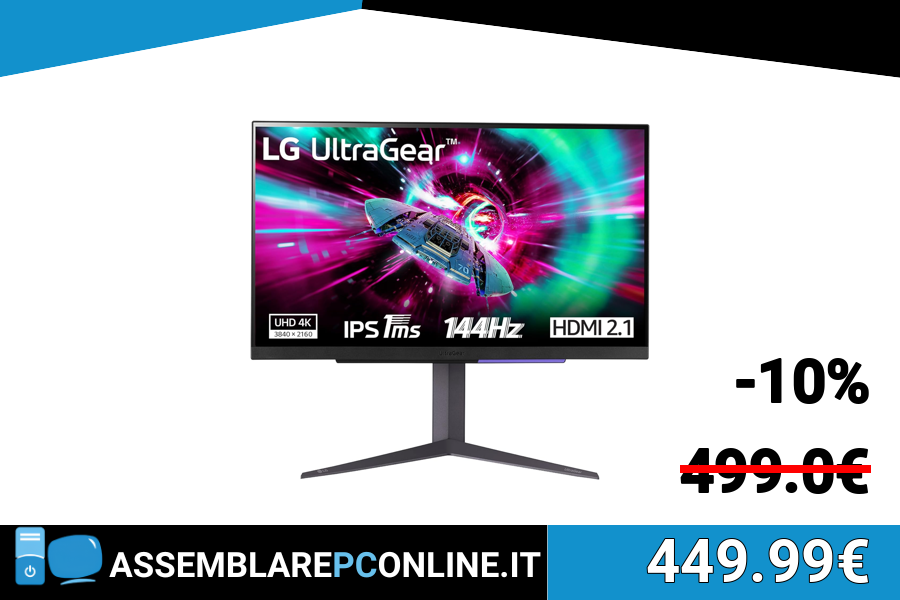 LG UltraGear™
UHD 4K
3840 × 2160
IPS 1ms
144Hz
HDMI 2.1
-10%
499.0€
ASSEMBLAREPCONLINE.IT
449.99€